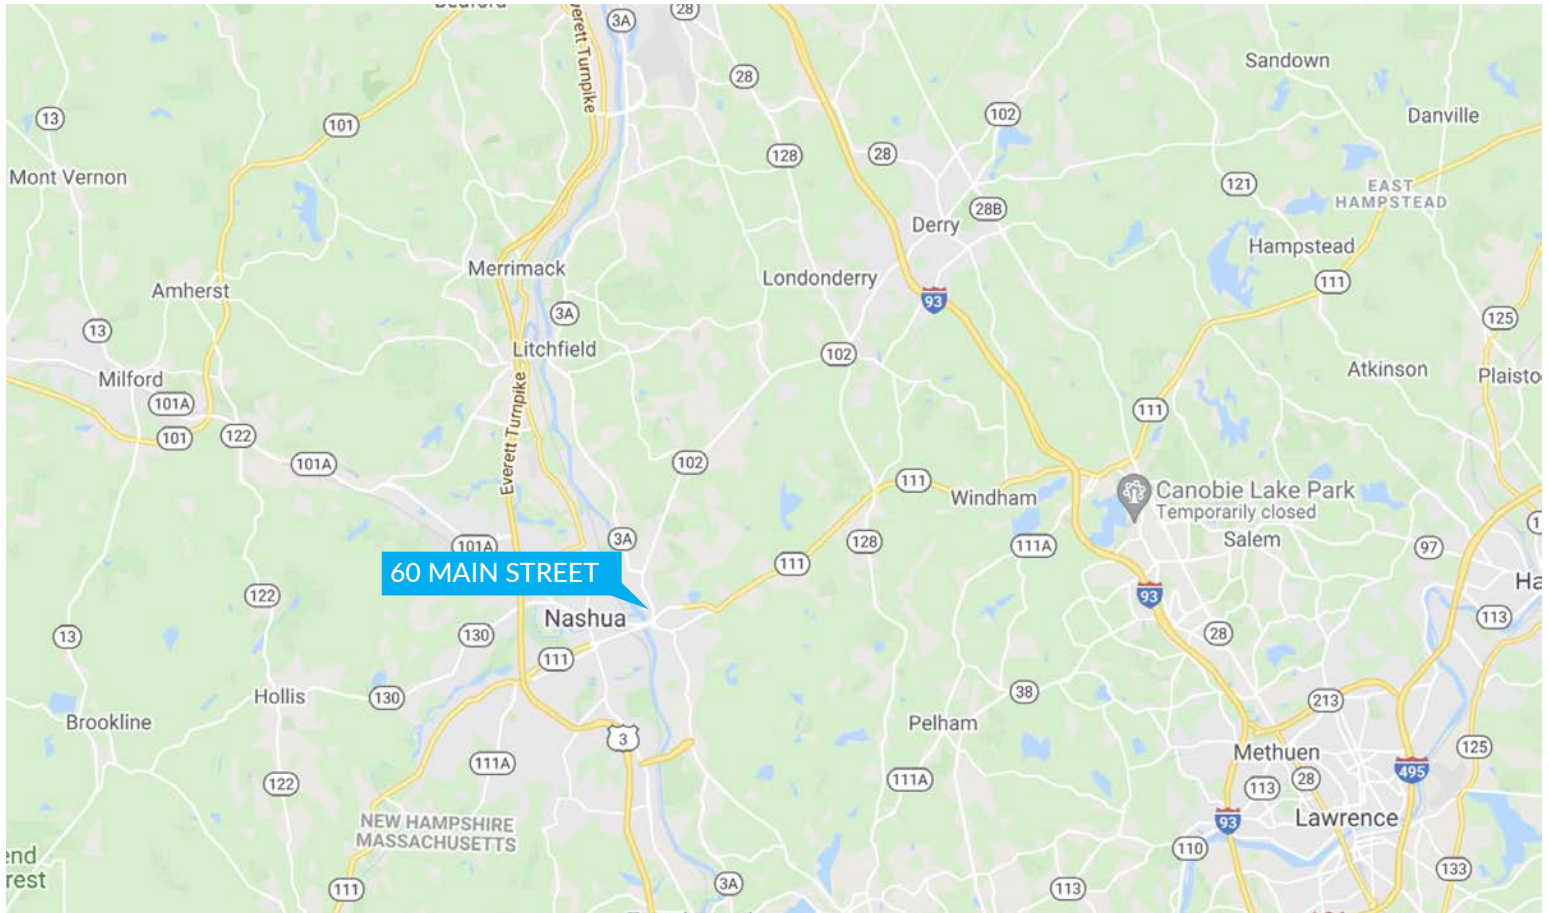 Bedford
3A
28
Everett Turnpike
28
Sandown
13
101
102
Danville
128
28
Mont Vernon
121
EAST
HAMPSTEAD
28B
Derry
Hampstead
Merrimack
Londonderry
111
Amherst
93
3A
125
13
Litchfield
102
Atkinson
Milford
Plaisto
101A
111
101
122
Everett Turnpike
101A
102
111
Windham
Canobie Lake Park
Temporarily closed
3A
Salem
101A
128
111A
97
60 MAIN STREET
111
122
93
Ha
Nashua
113
13
130
28
111
Hollis
130
38
213
Brookline
Pelham
3
Methuen
125
111A
111A
495
122
113
28
NEW HAMPSHIRE
MASSACHUSETTS
93
Lawrence
110
end
rest
133
111
3A
113